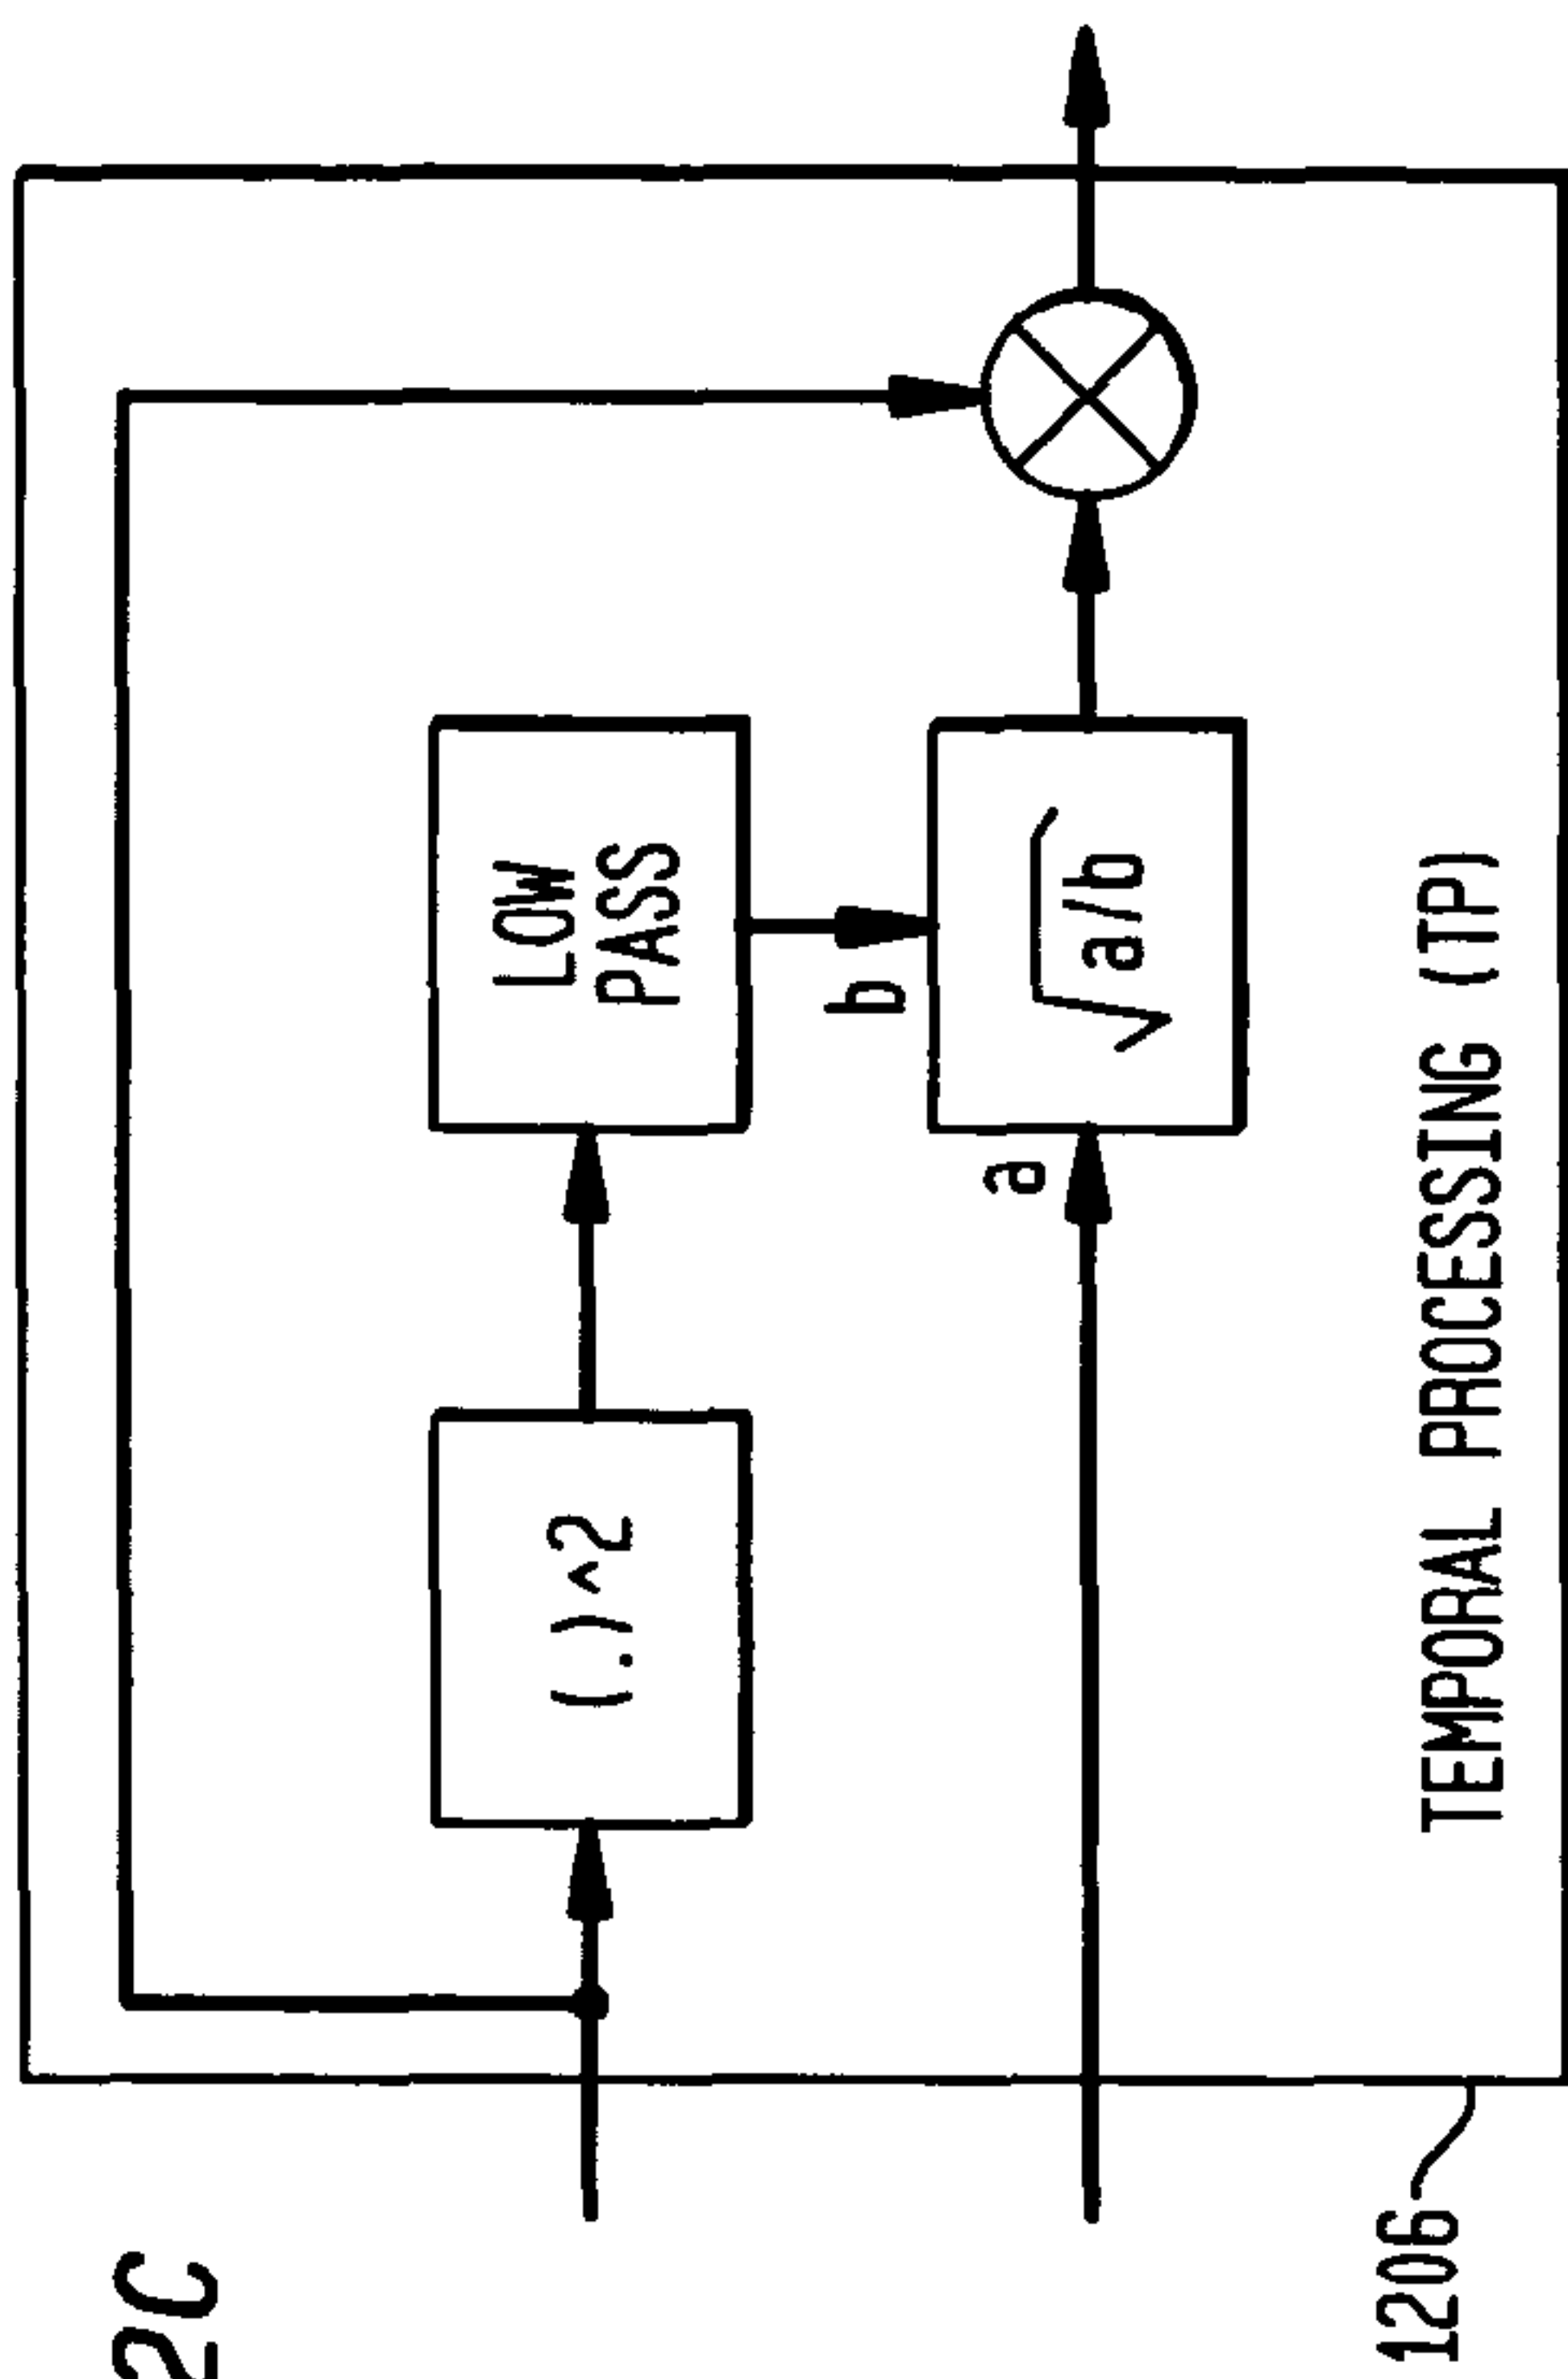 2C
(.)^2
LOW
PASS
b
a
√a/b
TEMPORAL PROCESSING (TP)
1206